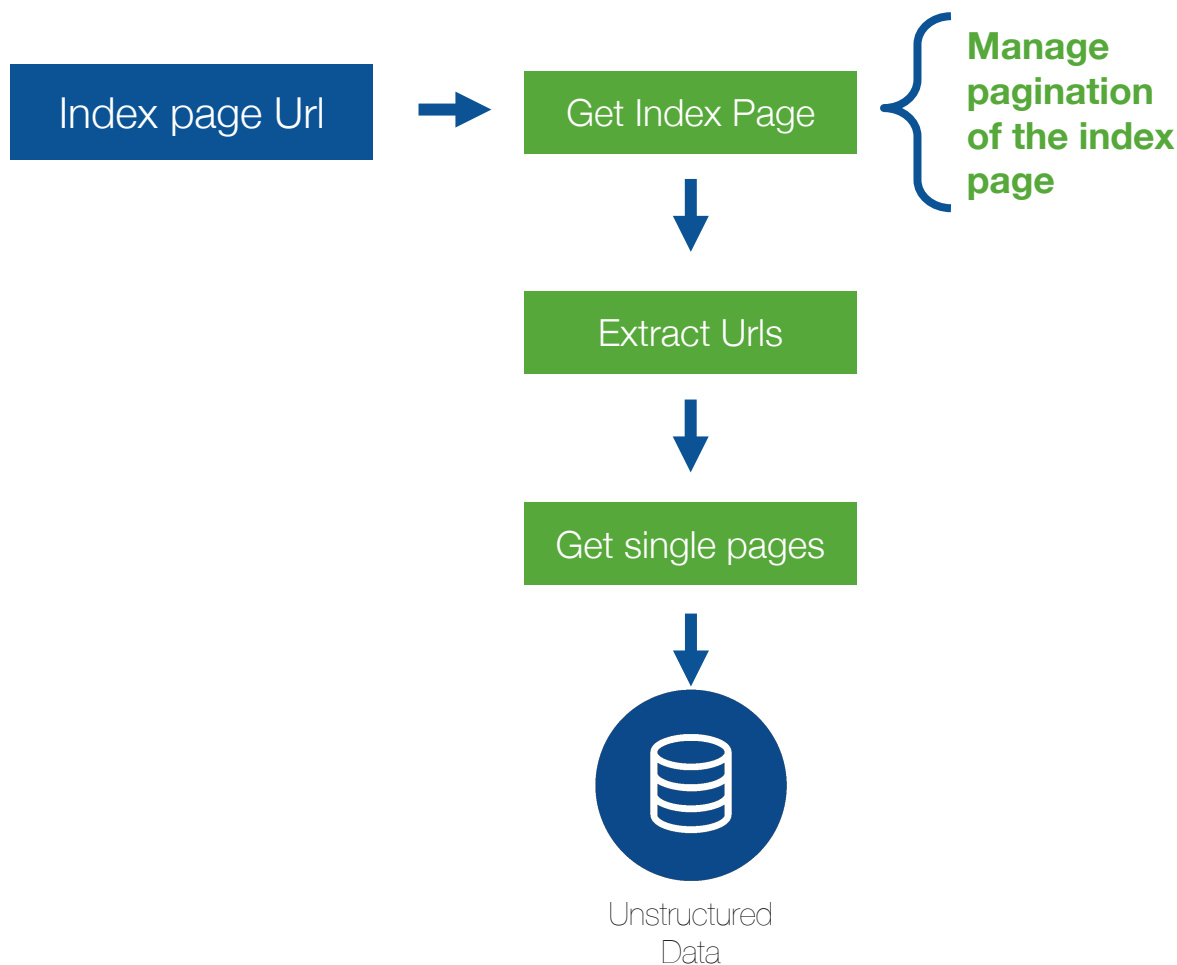 Index page Url
Get Index Page
Manage
pagination
of the index
page
Extract Urls
Get single pages
Unstructured
Data